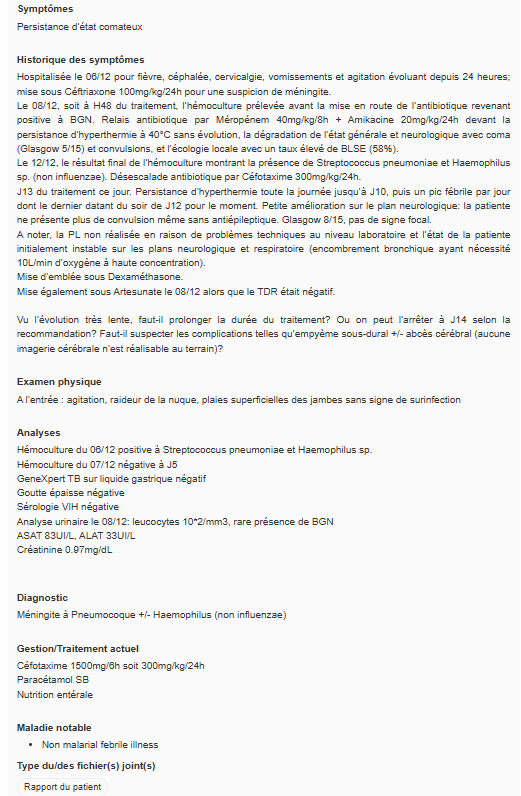 Symptômes
Persistance d'état comateux
Historique des symptômes
Hospitalisée le 06/12 pour fièvre, céphalée, cervicalgie, vomissements et agitation évoluant depuis 24 heures;
mise sous Céftriaxone 100mg/kg/24h pour une suspicion de méningite.
Le 08/12, soit à H48 du traitement, l'hémoculture prélevée avant la mise en route de l'antibiotique revenant
positive à BGN. Relais antibiotique par Méropénem 40mg/kg/8h + Amikacine 20mg/kg/24h devant la
persistance d'hyperthermie à 40°C sans évolution, la dégradation de l'état générale et neurologique avec coma
(Glasgow 5/15) et convulsions, et l'écologie locale avec un taux élevé de BLSE (58%).
Le 12/12, le résultat final de l'hémoculture montrant la présence de Streptococcus pneumoniae et Haemophilus
sp. (non influenzae). Désescalade antibiotique par Céfotaxime 300mg/kg/24h.
J13 du traitement ce jour. Persistance d'hyperthermie toute la journée jusqu'à J10, puis un pic fébrile par jour
dont le dernier datant du soir de J12 pour le moment. Petite amélioration sur le plan neurologique: la patiente
ne présente plus de convulsion même sans antiépileptique. Glasgow 8/15, pas de signe focal.
A noter, la PL non réalisée en raison de problèmes techniques au niveau laboratoire et l'état de la patiente
initialement instable sur les plans neurologique et respiratoire (encombrement bronchique ayant nécessité
10L/min d'oxygène à haute concentration).
Mise d'emblée sous Dexaméthasone.
Mise également sous Artesunate le 08/12 alors que le TDR était négatif.
Vu l'évolution très lente, faut-il prolonger la durée du traitement? Ou on peut l'arrêter à J14 selon la
recommandation? Faut-il suspecter les complications telles qu'empyème sous-dural +/- abcès cérébral (aucune
imagerie cérébrale n'est réalisable au terrain)?
Examen physique
A l'entrée : agitation, raideur de la nuque, plaies superficielles des jambes sans signe de surinfection
Analyses
Hémoculture du 06/12 positive à Streptococcus pneumoniae et Haemophilus sp.
Hémoculture du 07/12 négative à J5
GeneXpert TB sur liquide gastrique négatif
Goutte épaisse négative
Sérologie VIH négative
Analyse urinaire le 08/12: leucocytes 10*2/mm3, rare présence de BGN
ASAT 83UI/L, ALAT 33UI/L
Créatinine 0.97mg/dL
Diagnostic
Méningite à Pneumocoque +/- Haemophilus (non influenzae)
Gestion/Traitement actuel
Céfotaxime 1500mg/6h soit 300mg/kg/24h
Paracétamol SB
Nutrition entérale
Maladie notable
• Non malarial febrile illness
Type du/des fichier(s) joint(s)
Rapport du patient